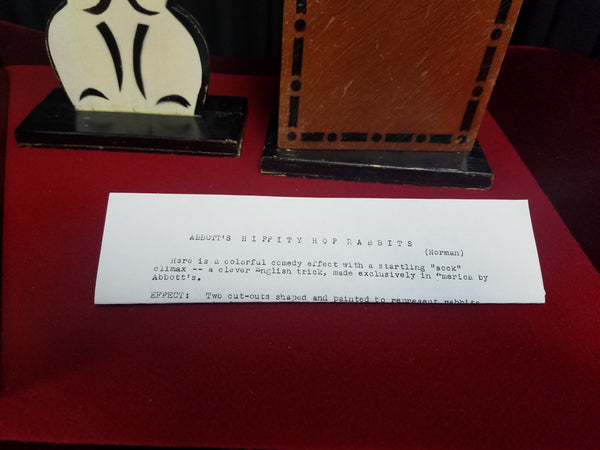 ABBOTT'S HIPPITY HOP RABBITS
(Norman)
Here is a colorful comedy effect with a startling "sock"
climax -- a clever English trick, made exclusively in America by
Abbott's.
EFFECT: Two cut-outs shaped and painted to represent rabbits